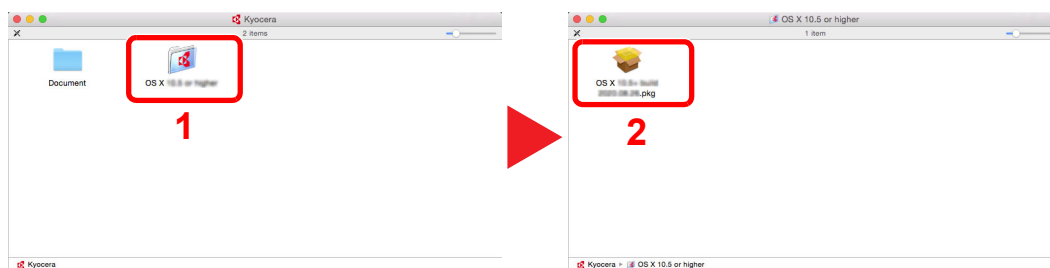 Kyocera
2 items
Document
OS X
1
Kyocera
OS X 10.5 or higher
1 item
OS X
.pkg
2
Kyocera ▸ OS X 10.5 or higher